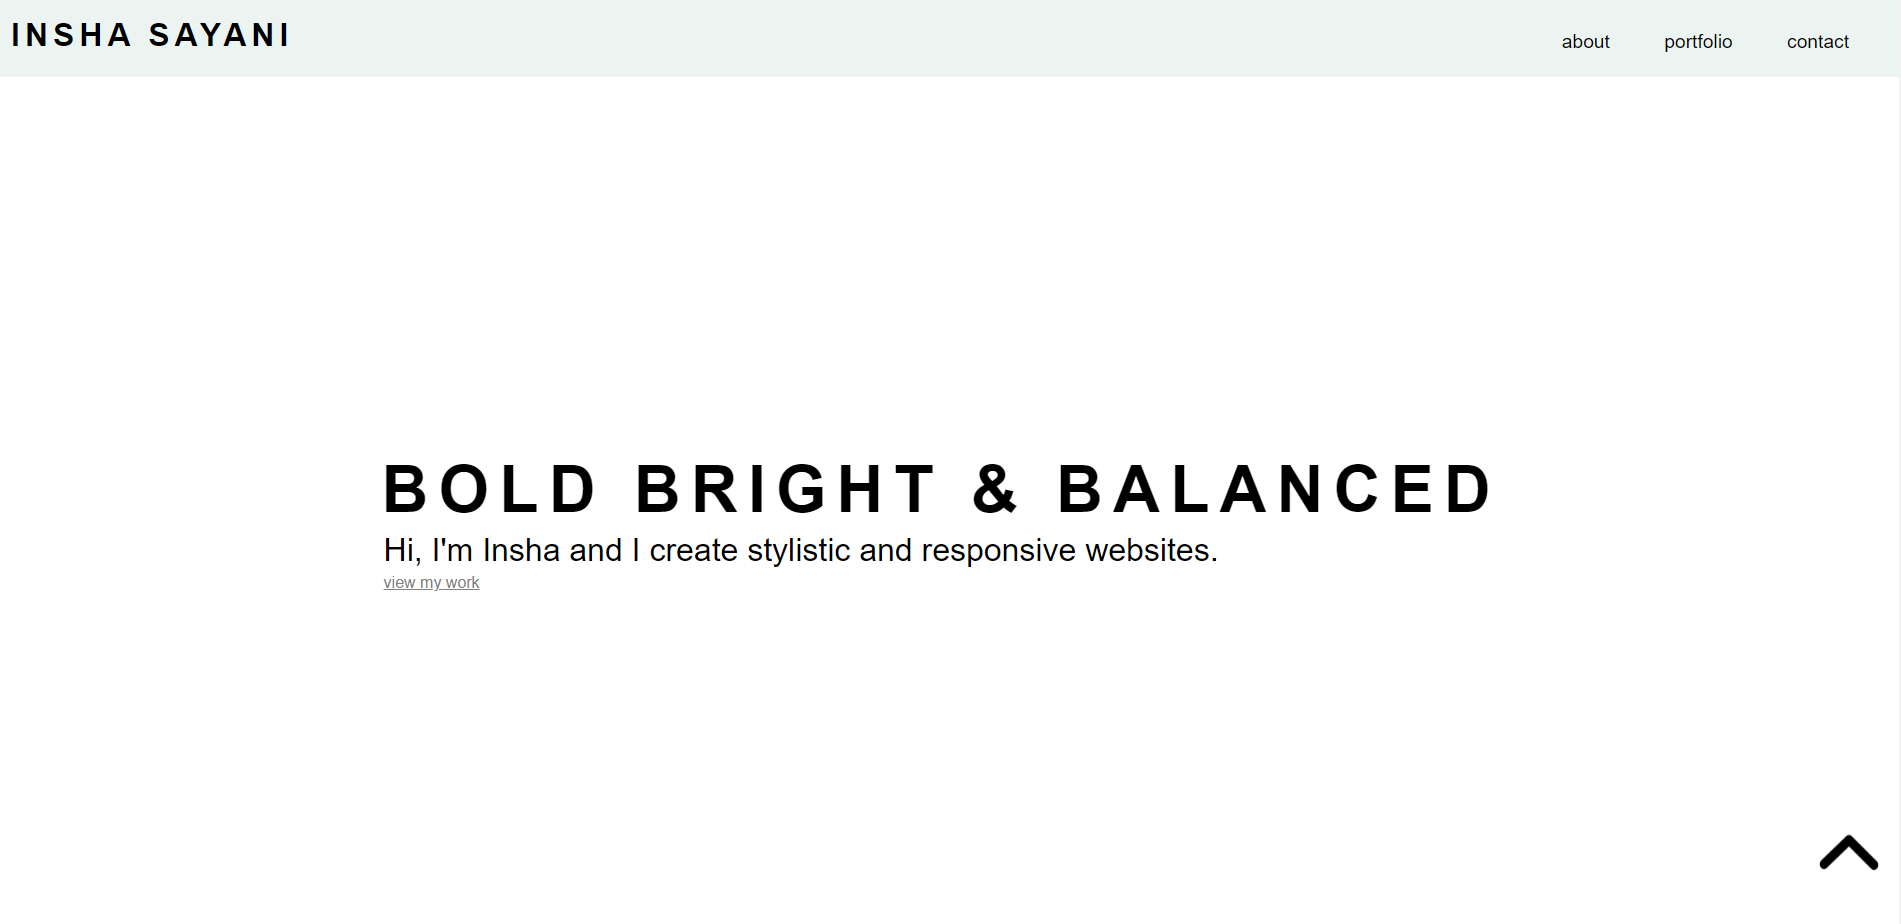 INSHA SAYANI
about portfolio contact
BOLD BRIGHT & BALANCED
Hi, I'm Insha and I create stylistic and responsive websites.
view my work